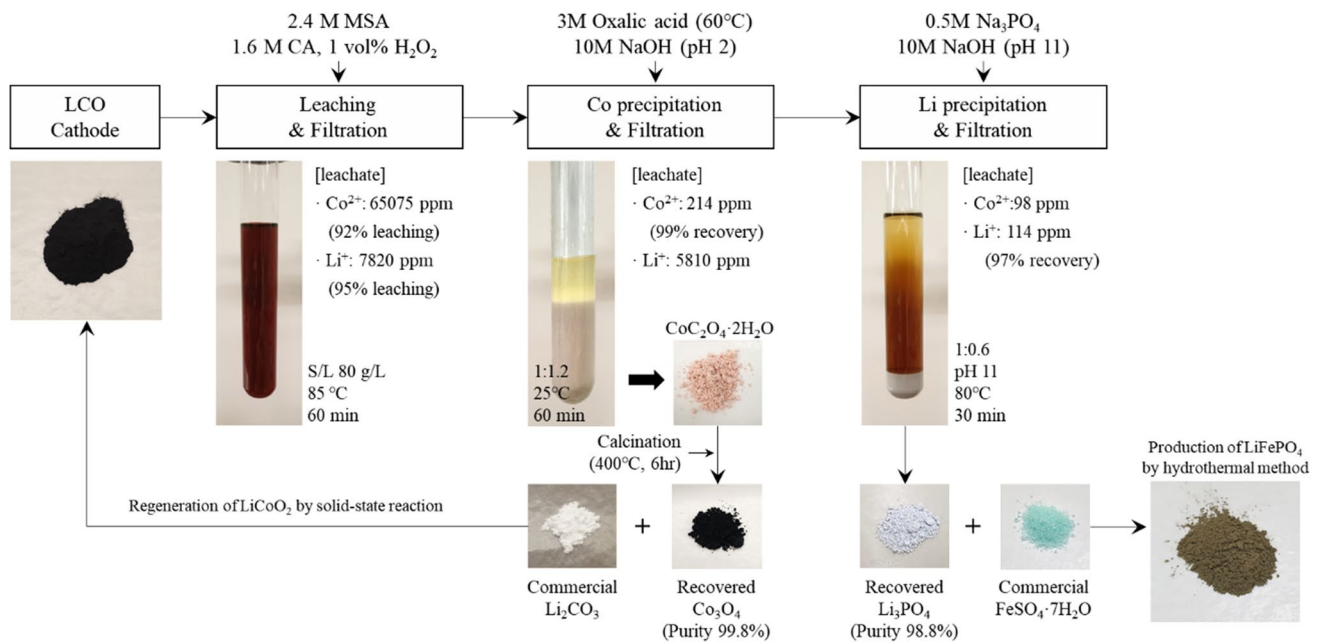 2.4 M MSA
1.6 M CA, 1 vol% H₂O₂
3M Oxalic acid (60℃)
10M NaOH (pH 2)
0.5M Na₃PO₄
10M NaOH (pH 11)
LCO
Cathode
Leaching
& Filtration
Co precipitation
& Filtration
Li precipitation
& Filtration
[leachate]
· Co²⁺: 65075 ppm
(92% leaching)
· Li⁺: 7820 ppm
(95% leaching)
S/L 80 g/L
85 ℃
60 min
[leachate]
· Co²⁺: 214 ppm
(99% recovery)
· Li⁺: 5810 ppm
1:1.2
25℃
60 min
CoC₂O₄·2H₂O
[leachate]
· Co²⁺:98 ppm
· Li⁺: 114 ppm
(97% recovery)
1:0.6
pH 11
80℃
30 min
Calcination
(400℃, 6hr)
Production of LiFePO₄
by hydrothermal method
Regeneration of LiCoO₂ by solid-state reaction
+
+
Commercial
Li₂CO₃
Recovered
Co₃O₄
(Purity 99.8%)
Recovered
Li₃PO₄
(Purity 98.8%)
Commercial
FeSO₄·7H₂O